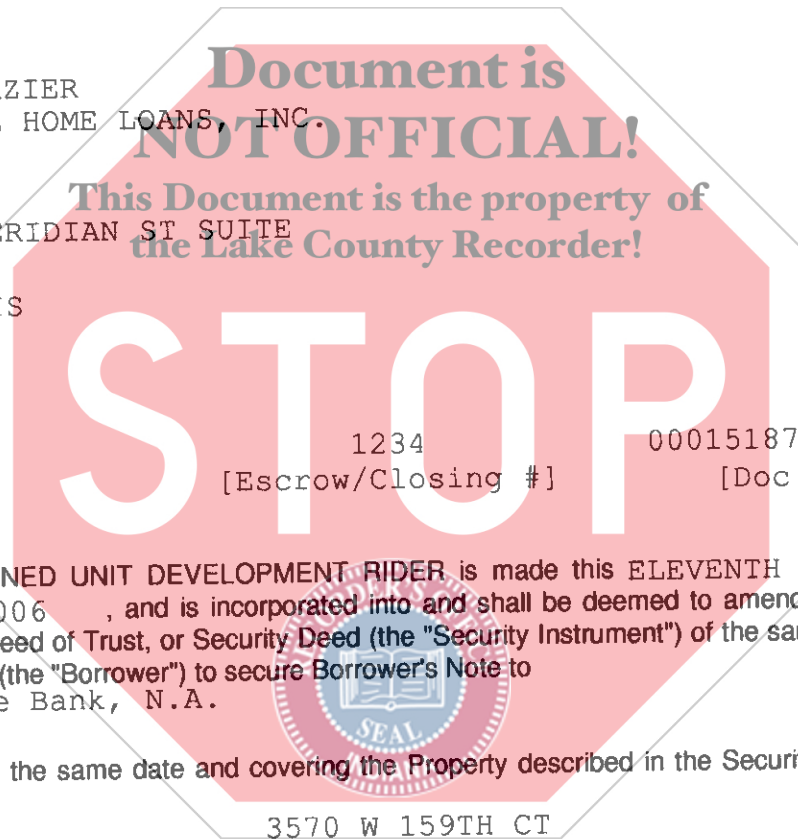 AZIER
HOME LOANS, INC.
Document is
NOT OFFICIAL!
This Document is the property of
the Lake County Recorder!
ERIDIAN ST SUITE
IS
STOP
1234 00015187
[Escrow/Closing #] [Doc
NED UNIT DEVELOPMENT RIDER is made this ELEVENTH
006 , and is incorporated into and shall be deemed to amend
eed of Trust, or Security Deed (the "Security Instrument") of the sa
(the "Borrower") to secure Borrower's Note to
e Bank, N.A.
SEAL
the same date and covering the Property described in the Securi
3570 W 159TH CT